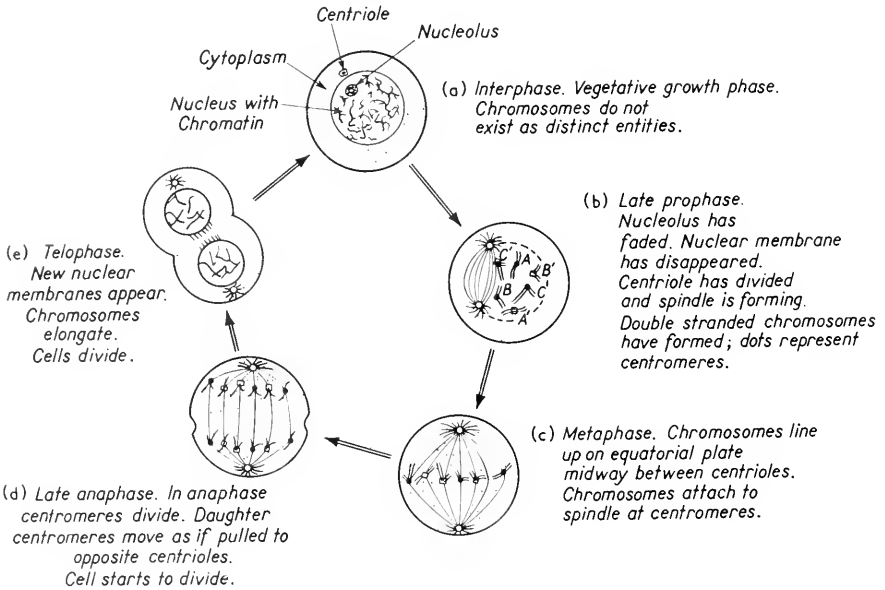 Centriole
Nucleolus
Cytoplasm
Nucleus with
Chromatin
(a) Interphase. Vegetative growth phase.
Chromosomes do not
exist as distinct entities.
(b) Late prophase.
Nucleolus has
faded. Nuclear membrane
has disappeared.
Centriole has divided
and spindle is forming.
Double stranded chromosomes
have formed; dots represent
centromeres.
C' A B'
B C
A'
(c) Metaphase. Chromosomes line
up on equatorial plate
midway between centrioles.
Chromosomes attach to
spindle at centromeres.
(d) Late anaphase. In anaphase
centromeres divide. Daughter
centromeres move as if pulled to
opposite centrioles.
Cell starts to divide.
(e) Telophase.
New nuclear
membranes appear.
Chromosomes
elongate.
Cells divide.